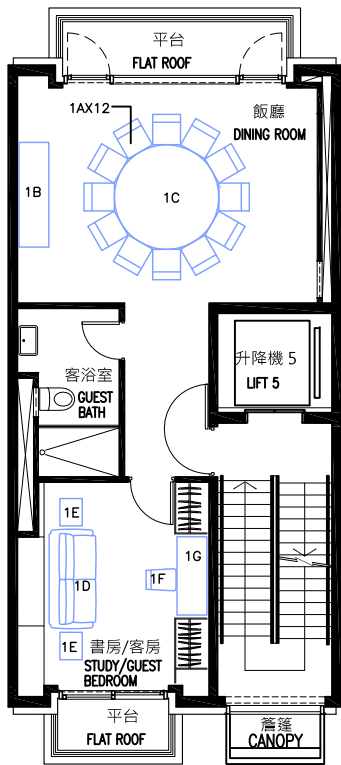 平台
FLAT ROOF
1AX12
飯廳
DINING ROOM
1B
1C
升降機 5
LIFT 5
客浴室
GUEST
BATH
1E
1G
1F
1D
1E
書房/客房
STUDY/GUEST
BEDROOM
平台
FLAT ROOF
簷篷
CANOPY